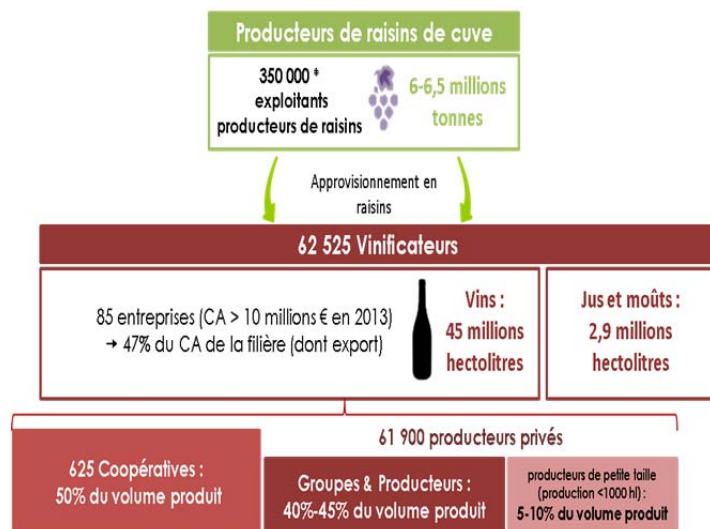 Producteurs de raisins de cuve
350 000 *
exploitants
producteurs de raisins
6-6,5 millions
tonnes
Approvisionnement en
raisins
62 525 Vinificateurs
85 entreprises (CA > 10 millions € en 2013)
→ 47% du CA de la filière (dont export)
Vins :
45 millions
hectolitres
Jus et moûts :
2,9 millions
hectolitres
61 900 producteurs privés
625 Coopératives :
50% du volume produit
Groupes & Producteurs :
40%-45% du volume produit
producteurs de petite taille
(production <1000 hl) :
5-10% du volume produit